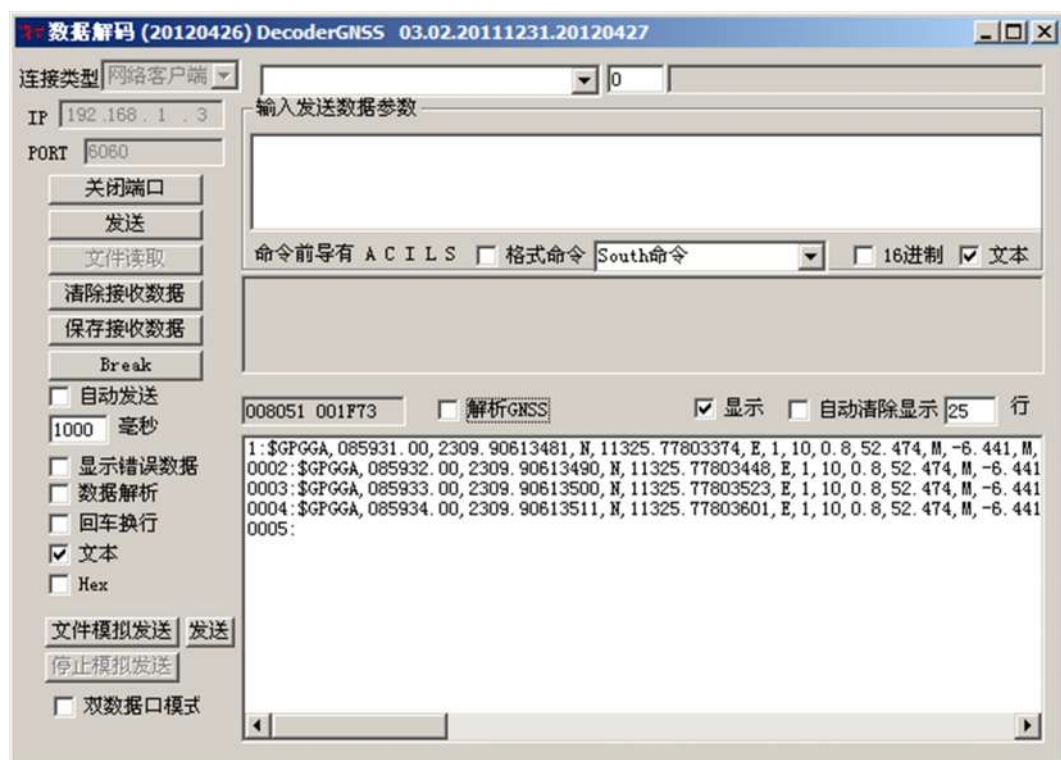 数据解码 (20120426) DecoderGNSS 03.02.20111231.20120427
连接类型 网络客户端 0
IP 192.168.1.3
输入发送数据参数
PORT 6060
关闭端口
发送
文件读取
命令前导有 A C I L S 格式命令 South命令 16进制 文本
清除接收数据
保存接收数据
Break
自动发送
008051 001F73 解析GNSS 显示 自动清除显示 25 行
1000 毫秒
1:$GPGGA,085931.00,2309.90613481,N,11325.77803374,E,1,10,0.8,52.474,M,-6.441,M,
0002:$GPGGA,085932.00,2309.90613490,N,11325.77803448,E,1,10,0.8,52.474,M,-6.441
0003:$GPGGA,085933.00,2309.90613500,N,11325.77803523,E,1,10,0.8,52.474,M,-6.441
0004:$GPGGA,085934.00,2309.90613511,N,11325.77803601,E,1,10,0.8,52.474,M,-6.441
0005:
显示错误数据
数据解析
回车换行
文本
Hex
文件模拟发送 发送
停止模拟发送
双数据口模式